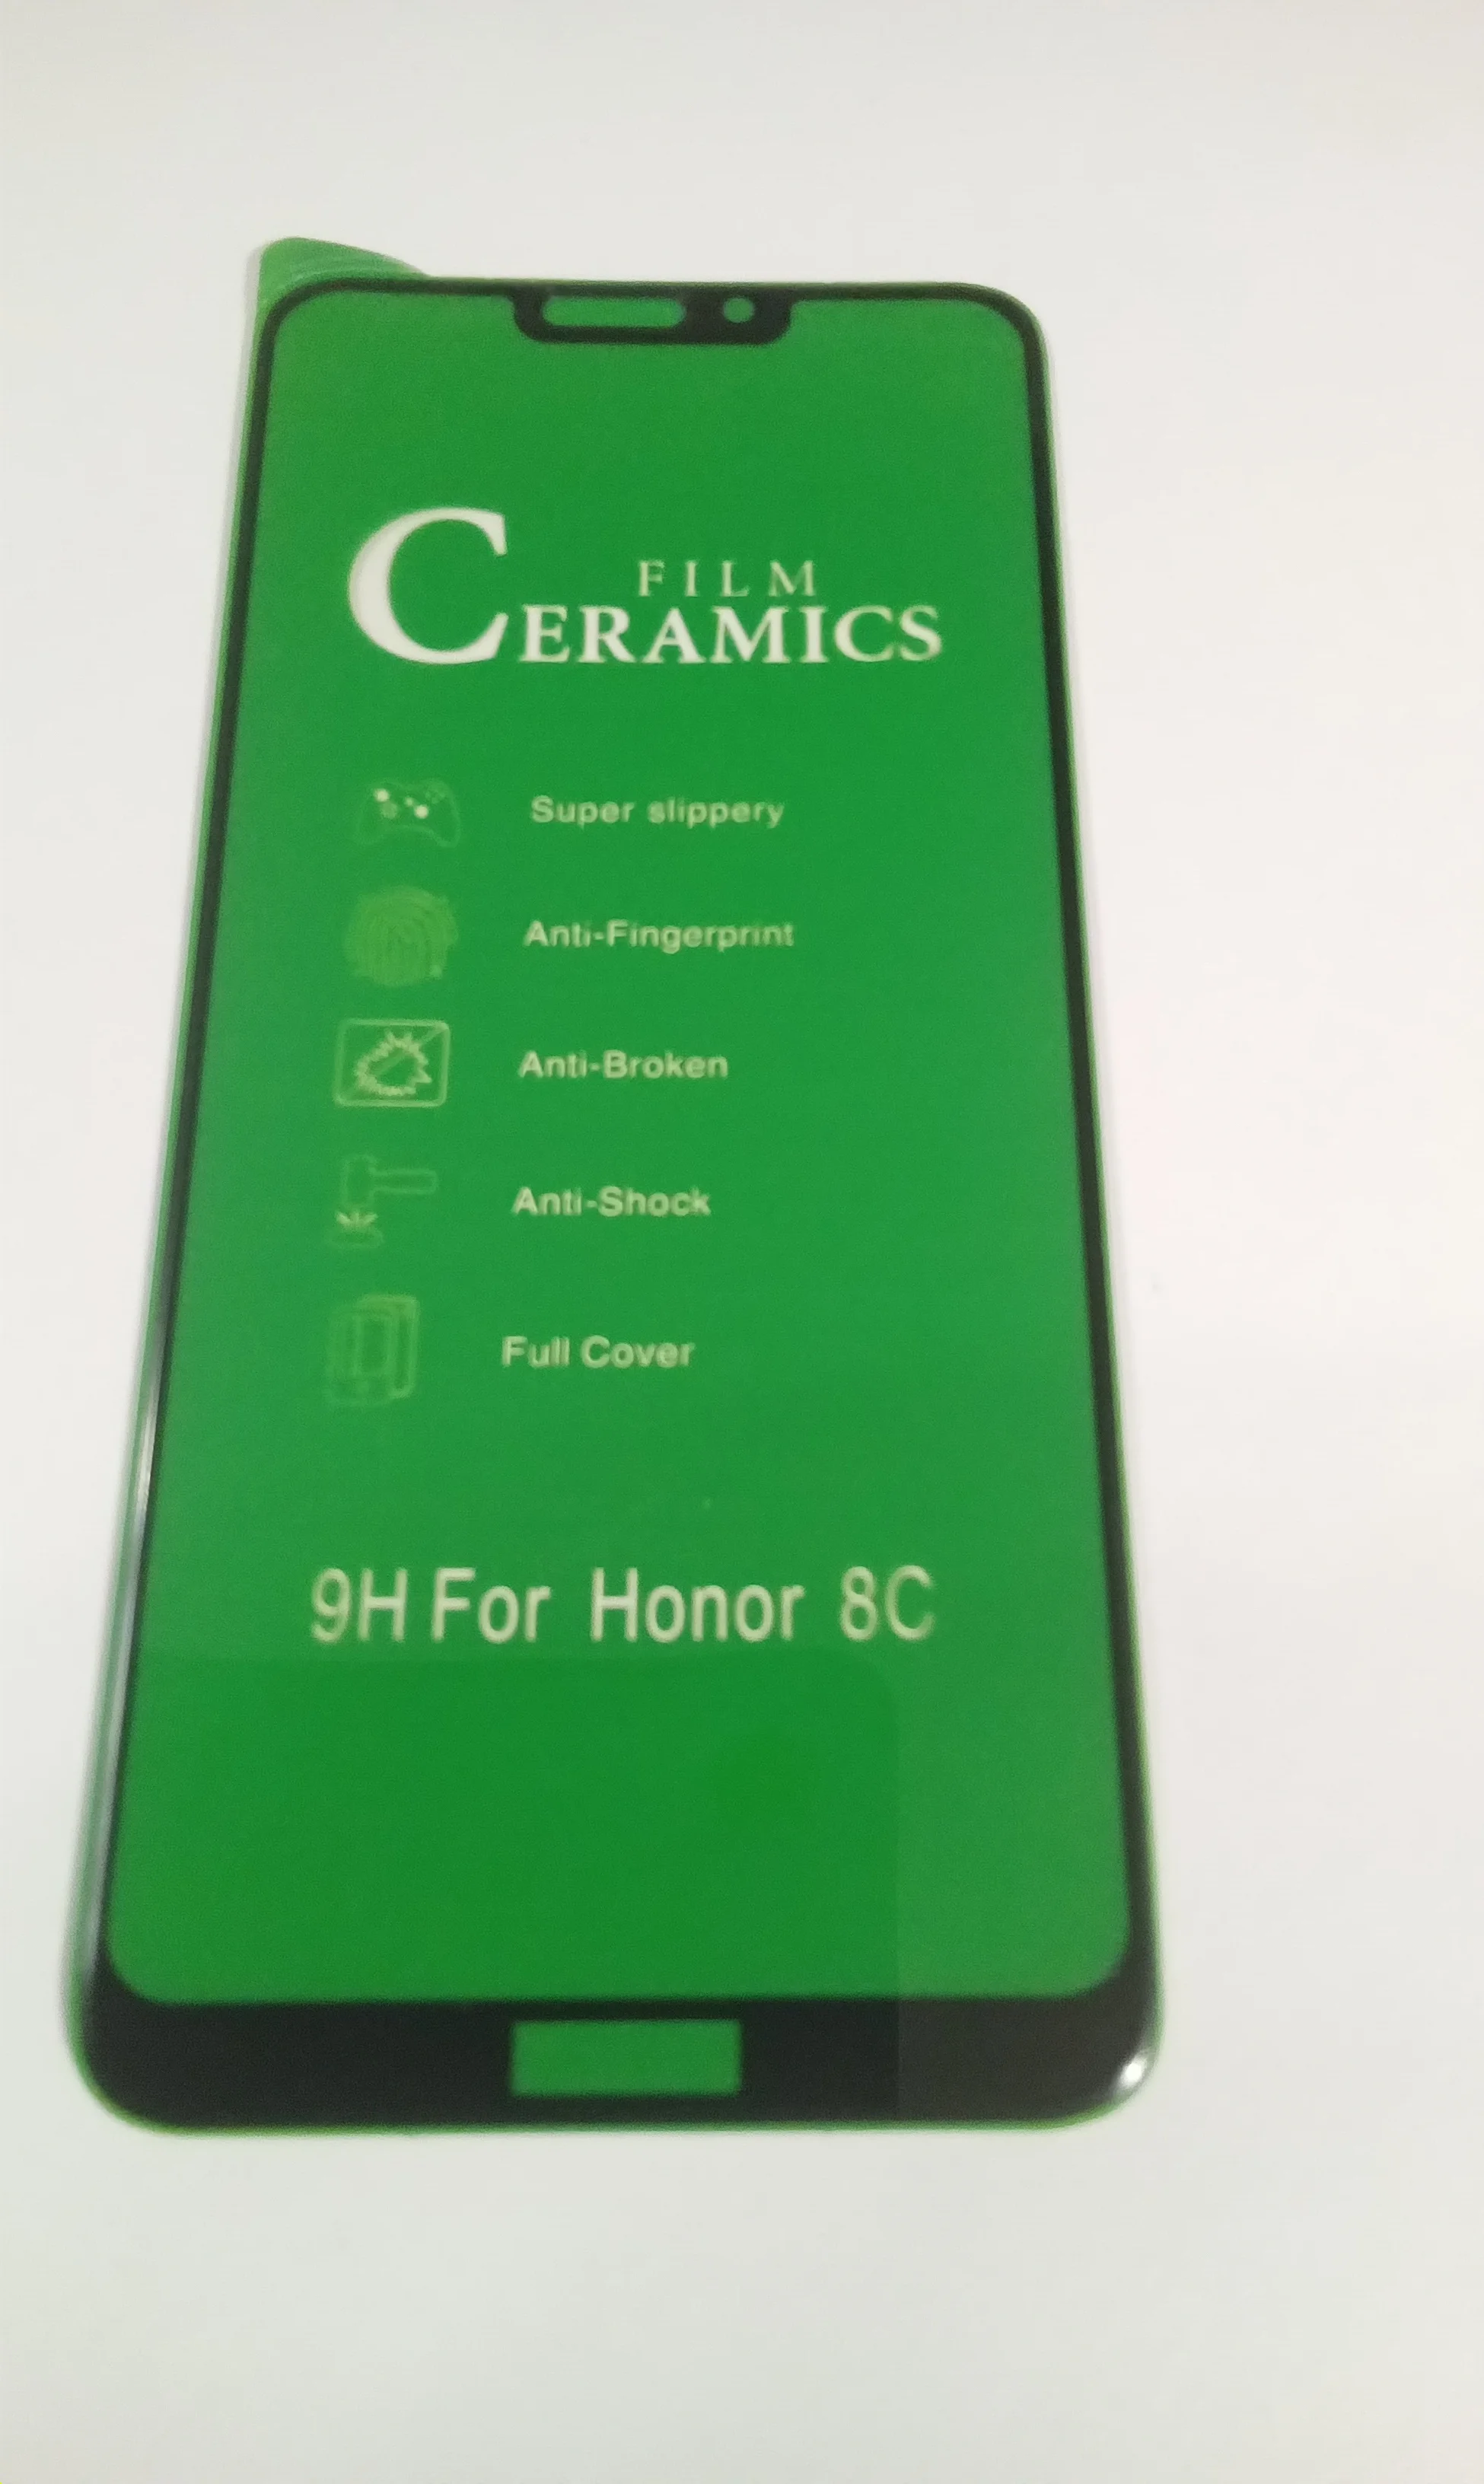 FILM
CERAMICS
Super slippery
Anti-Fingerprint
Anti-Broken
Anti-Shock
Full Cover
9H For Honor 8C